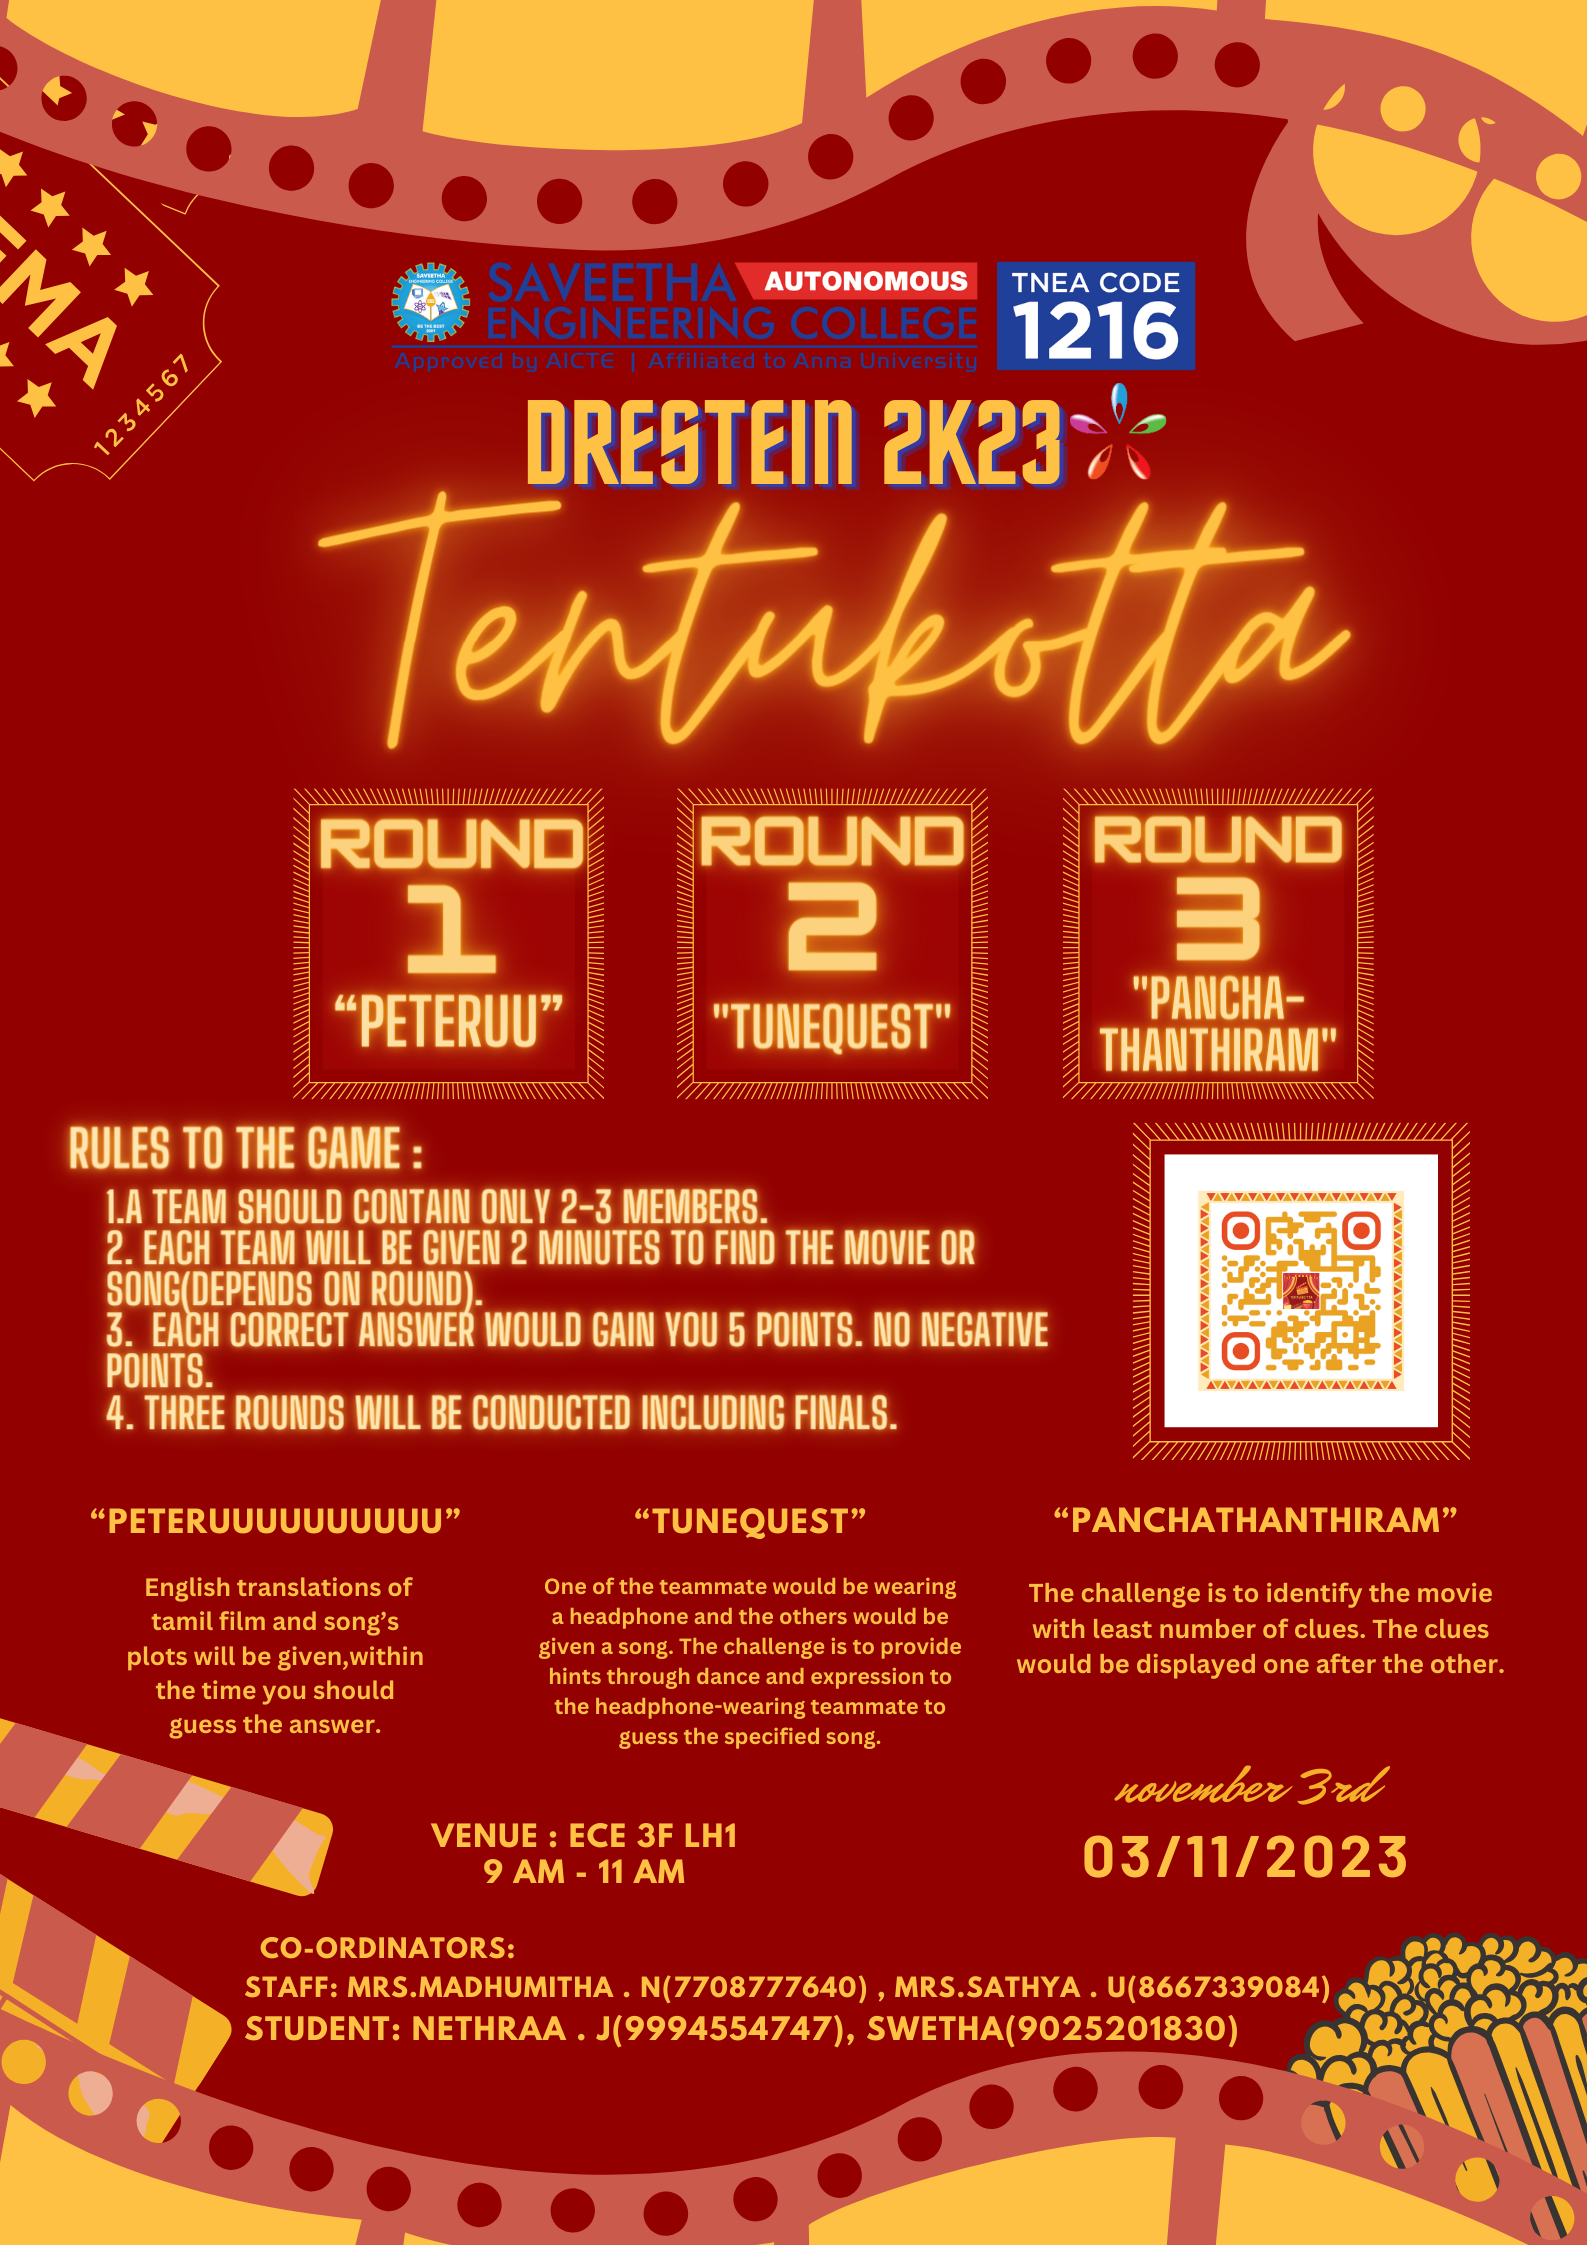 EMA
1234567
SAVEETHA
AUTONOMOUS
ENGINEERING COLLEGE
Approved by AICTE | Affiliated to Anna University
TNEA CODE
1216
DRESTEIN 2K23
Tentukotta
ROUND
1
“PETERUU”
ROUND
2
"TUNEQUEST"
ROUND
3
"PANCHA-
THANTHIRAM"
RULES TO THE GAME :
1.A TEAM SHOULD CONTAIN ONLY 2-3 MEMBERS.
2. EACH TEAM WILL BE GIVEN 2 MINUTES TO FIND THE MOVIE OR
SONG(DEPENDS ON ROUND).
3. EACH CORRECT ANSWER WOULD GAIN YOU 5 POINTS. NO NEGATIVE
POINTS.
4. THREE ROUNDS WILL BE CONDUCTED INCLUDING FINALS.
“PETERUUUUUUUUUU”
English translations of
tamil film and song’s
plots will be given,within
the time you should
guess the answer.
“TUNEQUEST”
One of the teammate would be wearing
a headphone and the others would be
given a song. The challenge is to provide
hints through dance and expression to
the headphone-wearing teammate to
guess the specified song.
“PANCHATHANTHIRAM”
The challenge is to identify the movie
with least number of clues. The clues
would be displayed one after the other.
november 3rd
03/11/2023
VENUE : ECE 3F LH1
9 AM - 11 AM
CO-ORDINATORS:
STAFF: MRS.MADHUMITHA . N(7708777640) , MRS.SATHYA . U(8667339084)
STUDENT: NETHRAA . J(9994554747), SWETHA(9025201830)